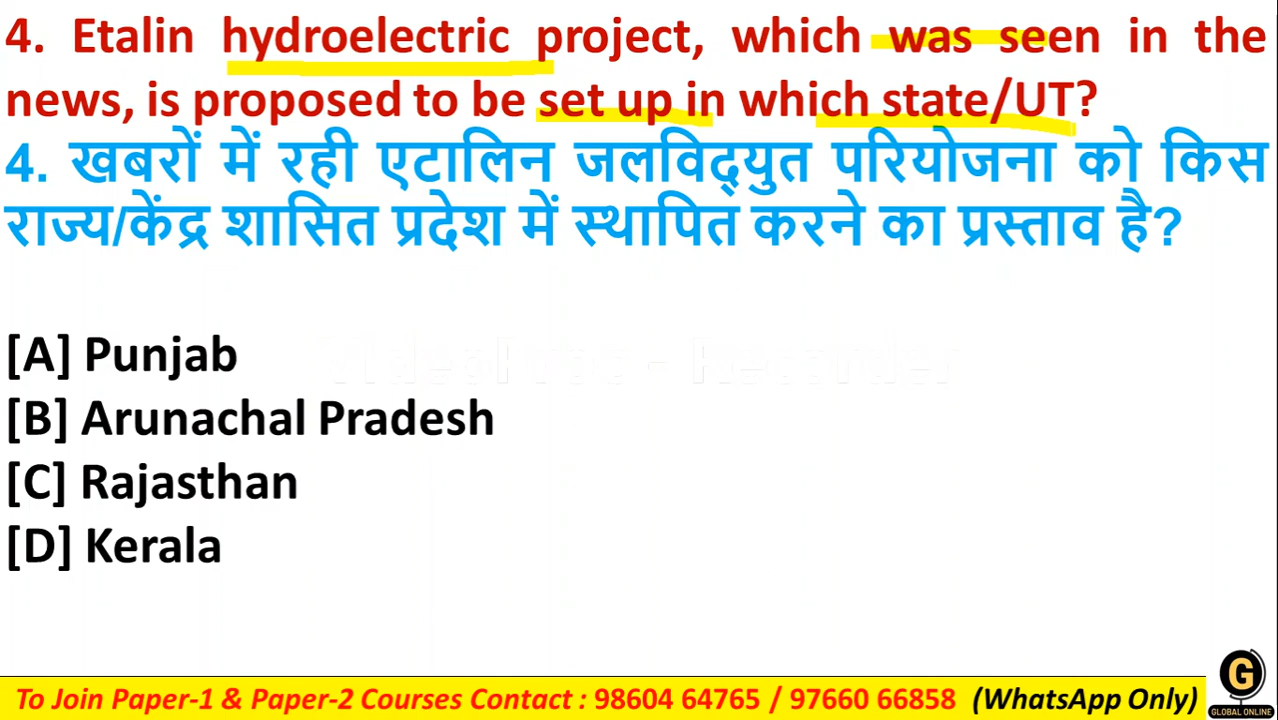 4. Etalin hydroelectric project, which was seen in the
news, is proposed to be set up in which state/UT?
4. खबरों में रही एटालिन जलविद्युत परियोजना को किस
राज्य/केंद्र शासित प्रदेश में स्थापित करने का प्रस्ताव है?
VideoProc - Recorder
[A] Punjab
[B] Arunachal Pradesh
[C] Rajasthan
[D] Kerala
To Join Paper-1 & Paper-2 Courses Contact : 98604 64765 / 97660 66858 (WhatsApp Only)
G
GLOBAL ONLINE